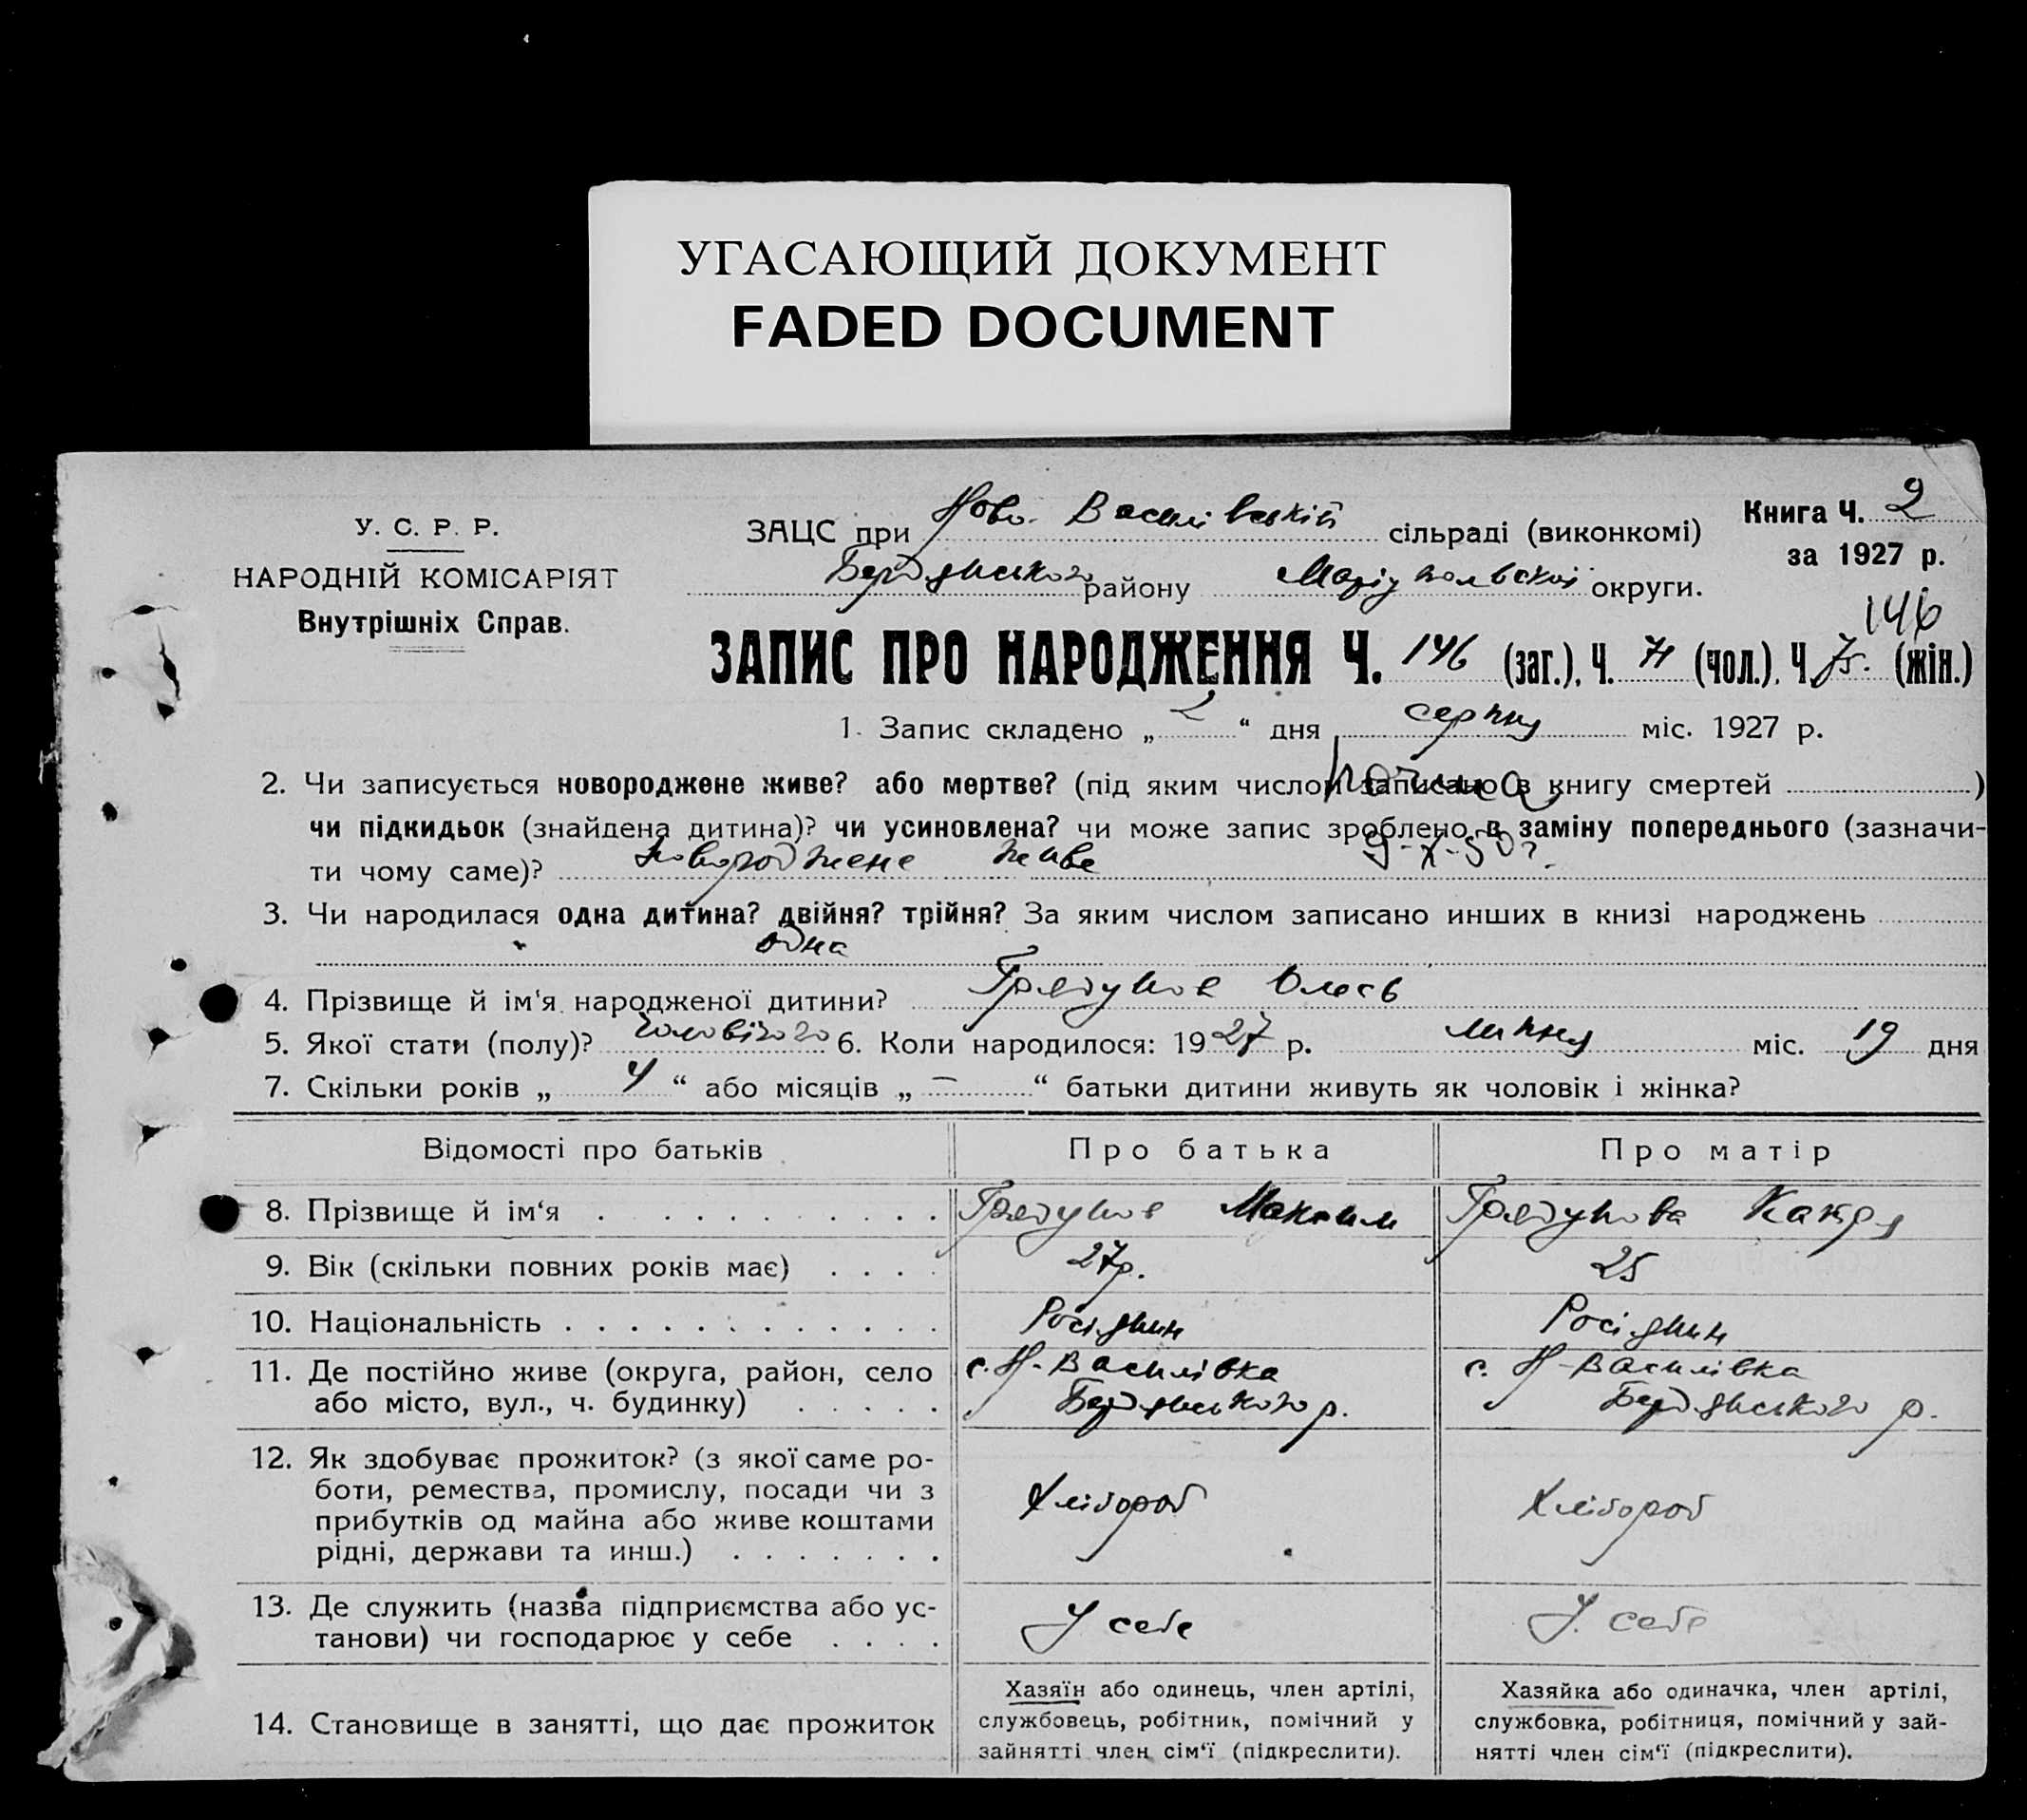 УГАСАЮЩИЙ ДОКУМЕНТ
FADED DOCUMENT
У. С. Р. Р.
НАРОДНІЙ КОМІСАРІЯТ
Внутрішніх Справ.
ЗАЦС при Ново-Василівській сільраді (виконкомі)
Бердянського району Маріупольської округи.
Книга Ч. 2
за 1927 р.
146
ЗАПИС ПРО НАРОДЖЕННЯ Ч. 146 (заг.), Ч. 71 (чол.), Ч. 75. (жін.)
1. Запис складено „ 2 “ дня серпня міс. 1927 р.
2. Чи записується новороджене живе? або мертве? (під яким числом записано в книгу смертей )
чи підкидьок (знайдена дитина)? чи усиновлена? чи може запис зроблено в заміну попереднього (зазначи-
ти чому саме)? новороджене живе
9-X-50 г.
3. Чи народилася одна дитина? двійня? трійня? За яким числом записано инших в книзі народжень
одна
4. Прізвище й ім'я народженої дитини? Грядунов Олесь
5. Якої стати (полу)? чоловічого 6. Коли народилося: 1927 р. липня міс. 19 дня
7. Скільки років „ 4 “ або місяців „ — “ батьки дитини живуть як чоловік і жінка?
Відомості про батьків Про батька Про матір
8. Прізвище й ім‘я . . . . . . . . . . Грядунов Максим Грядунова Катря
9. Вік (скільки повних років має) . . . . 27р. 25
10. Національність . . . . . . . . . . . . . Росіянин Росіянин
11. Де постійно живе (округа, район, село с. Н-Василівка с. Н-Василівка
або місто, вул., ч. будинку) . . . . . Бердянського р. Бердянського р.
12. Як здобуває прожиток? (з якої саме ро-
боти, ремества, промислу, посади чи з Хлібороб Хлібороб
прибутків од майна або живе коштами
рідні, держави та инш.) . . . . . . .
13. Де служить (назва підприємства або ус- У себе У себе
танови) чи господарює у себе . . . .
14. Становище в занятті, що дає прожиток
Хазяїн або одинець, член артілі,
службовець, робітник, помічний у
зайнятті член сім‘ї (підкреслити).
Хазяйка або одиначка, член артілі,
службовка, робітниця, помічний у зай-
нятті член сім‘ї (підкреслити).